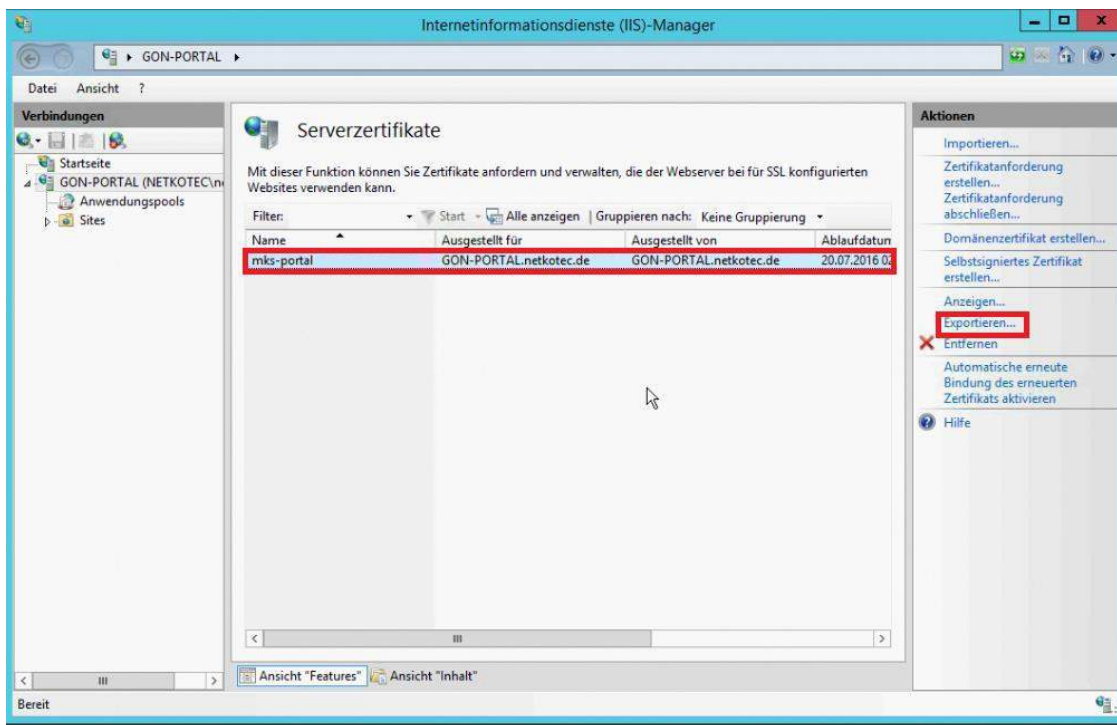 Internetinformationsdienste (IIS)-Manager
GON-PORTAL
Datei Ansicht ?
Verbindungen
Startseite
GON-PORTAL (NETKOTEC\n
Anwendungspools
Sites
Serverzertifikate
Mit dieser Funktion können Sie Zertifikate anfordern und verwalten, die der Webserver bei für SSL konfigurierten
Websites verwenden kann.
Filter: Start Alle anzeigen Gruppieren nach: Keine Gruppierung
Name Ausgestellt für Ausgestellt von Ablaufdatum
mks-portal GON-PORTAL.netkotec.de GON-PORTAL.netkotec.de 20.07.2016 02
Ansicht "Features" Ansicht "Inhalt"
Aktionen
Importieren...
Zertifikatanforderung
erstellen...
Zertifikatanforderung
abschließen...
Domänenzertifikat erstellen...
Selbstsigniertes Zertifikat
erstellen...
Anzeigen...
Exportieren...
Entfernen
Automatische erneute
Bindung des erneuerten
Zertifikats aktivieren
Hilfe
Bereit